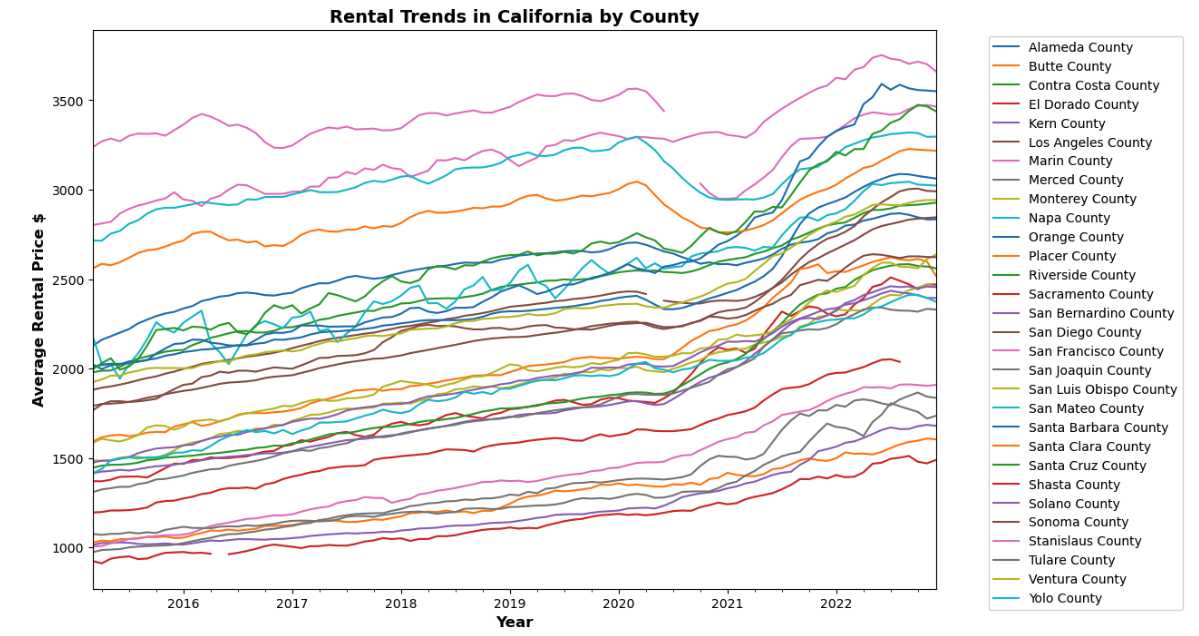 Rental Trends in California by County
Average Rental Price $
3500
3000
2500
2000
1500
1000
2016 2017 2018 2019 2020 2021 2022
Year
Alameda County
Butte County
Contra Costa County
El Dorado County
Kern County
Los Angeles County
Marin County
Merced County
Monterey County
Napa County
Orange County
Placer County
Riverside County
Sacramento County
San Bernardino County
San Diego County
San Francisco County
San Joaquin County
San Luis Obispo County
San Mateo County
Santa Barbara County
Santa Clara County
Santa Cruz County
Shasta County
Solano County
Sonoma County
Stanislaus County
Tulare County
Ventura County
Yolo County